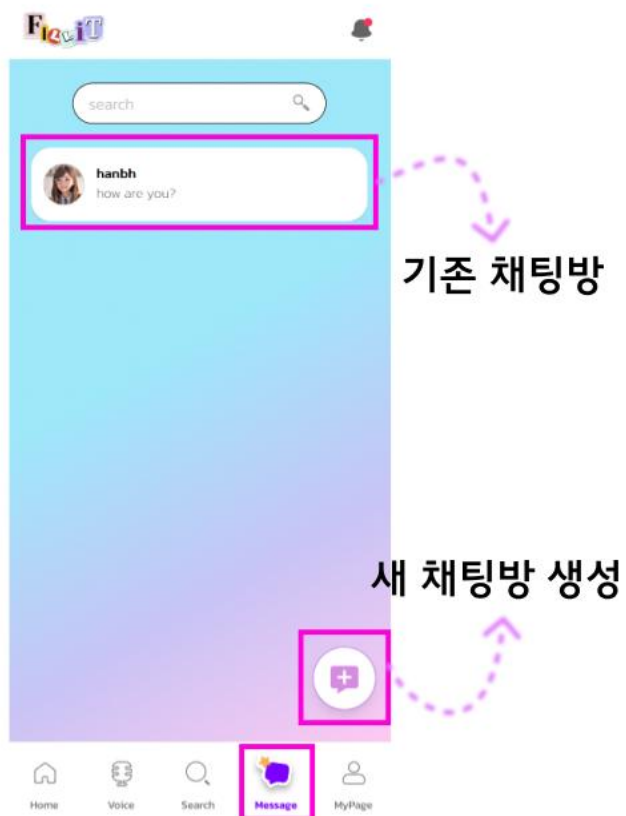 search
hanbh
how are you?
기존 채팅방
새 채팅방 생성
Home
Voice
Search
Message
MyPage